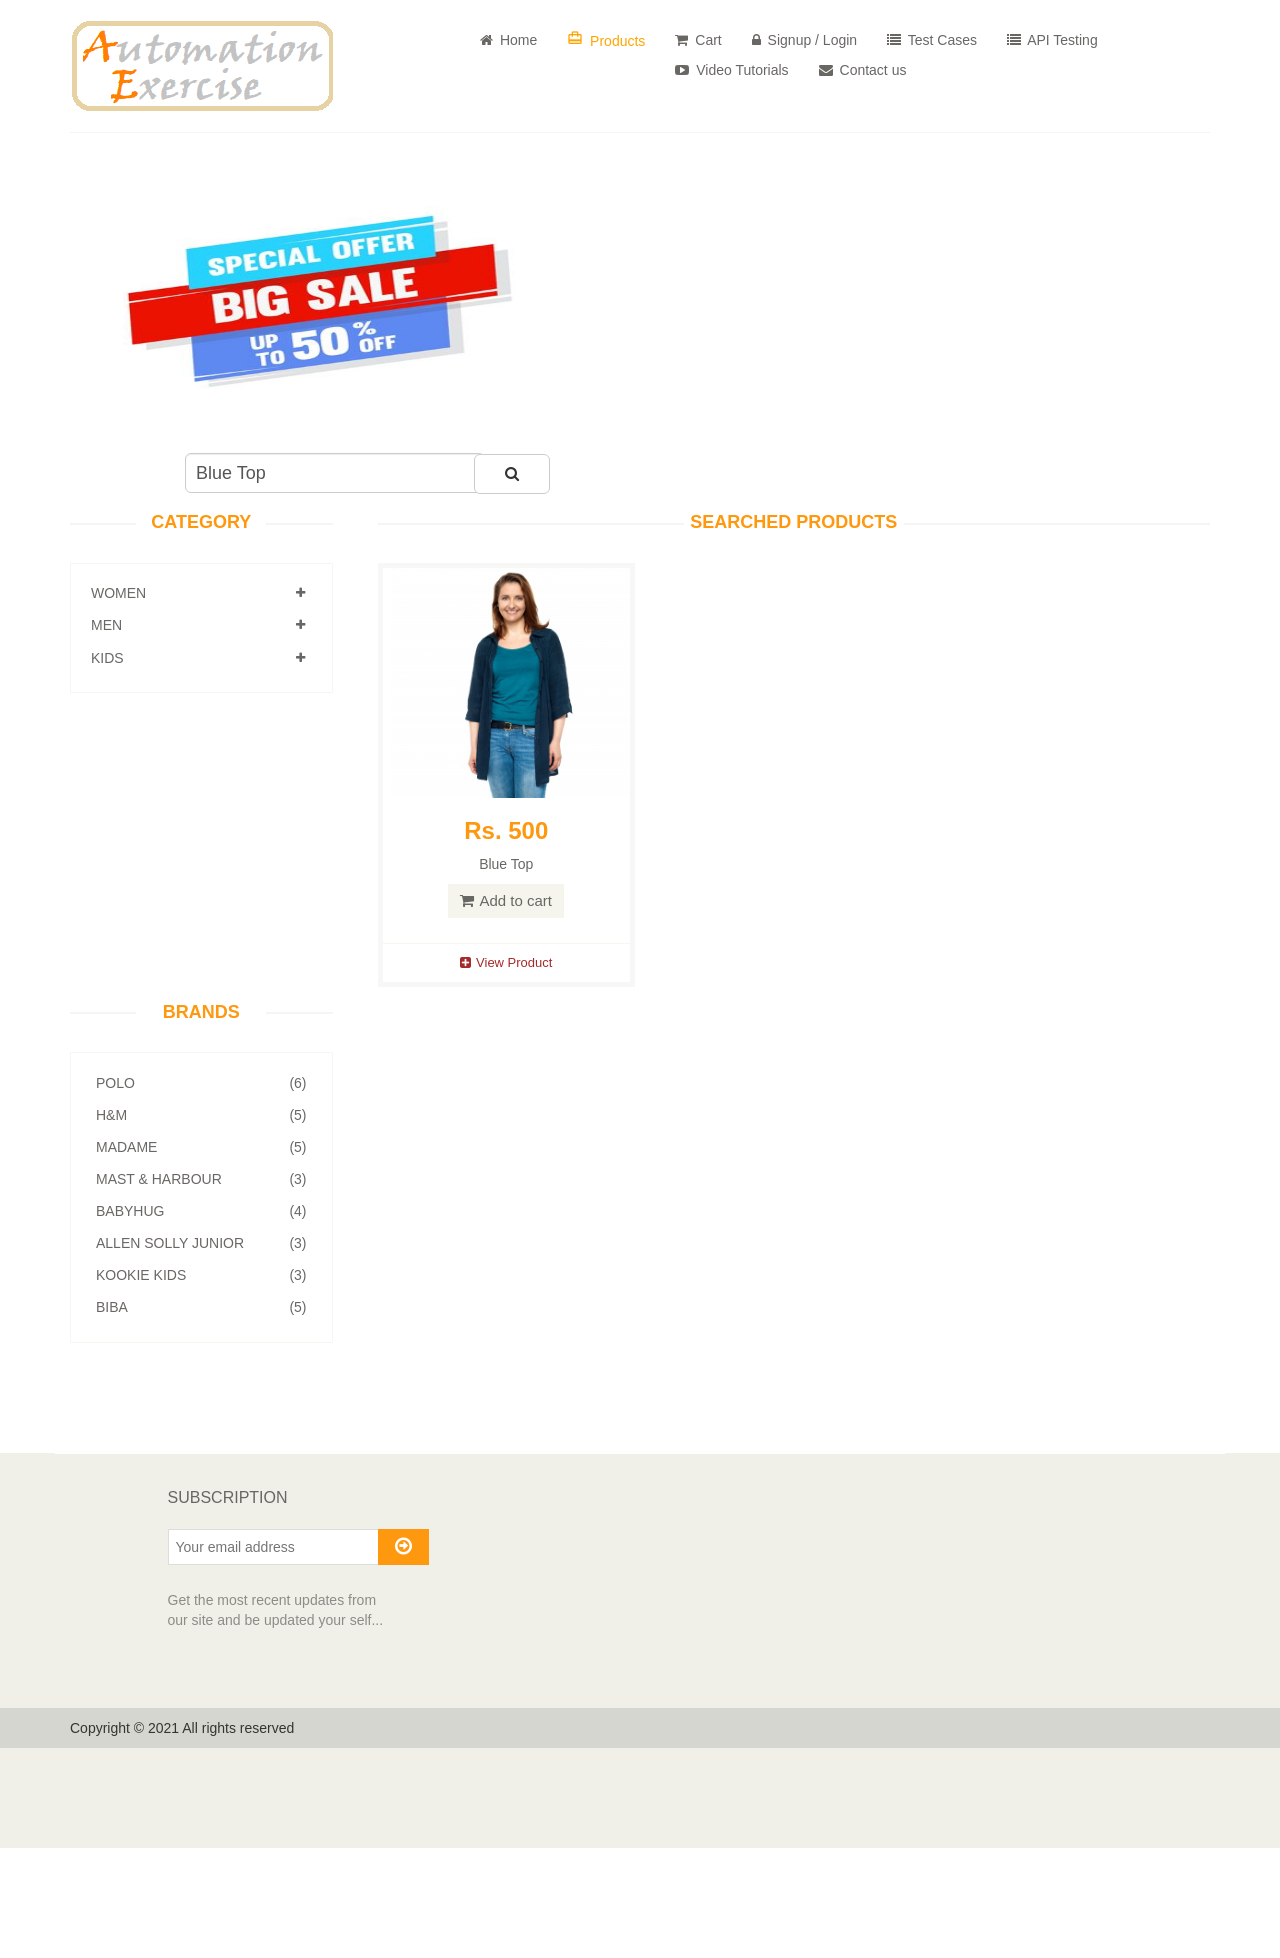 Automation
Exercise
Home
Products
Cart
Signup / Login
Test Cases
API Testing
Video Tutorials
Contact us
SPECIAL OFFER
BIG SALE
UP TO 50% OFF
Blue Top
CATEGORY
WOMEN
MEN
KIDS
SEARCHED PRODUCTS
Rs. 500
Blue Top
Add to cart
View Product
BRANDS
POLO (6)
H&M (5)
MADAME (5)
MAST & HARBOUR (3)
BABYHUG (4)
ALLEN SOLLY JUNIOR (3)
KOOKIE KIDS (3)
BIBA (5)
SUBSCRIPTION
Your email address
Get the most recent updates from
our site and be updated your self...
Copyright © 2021 All rights reserved